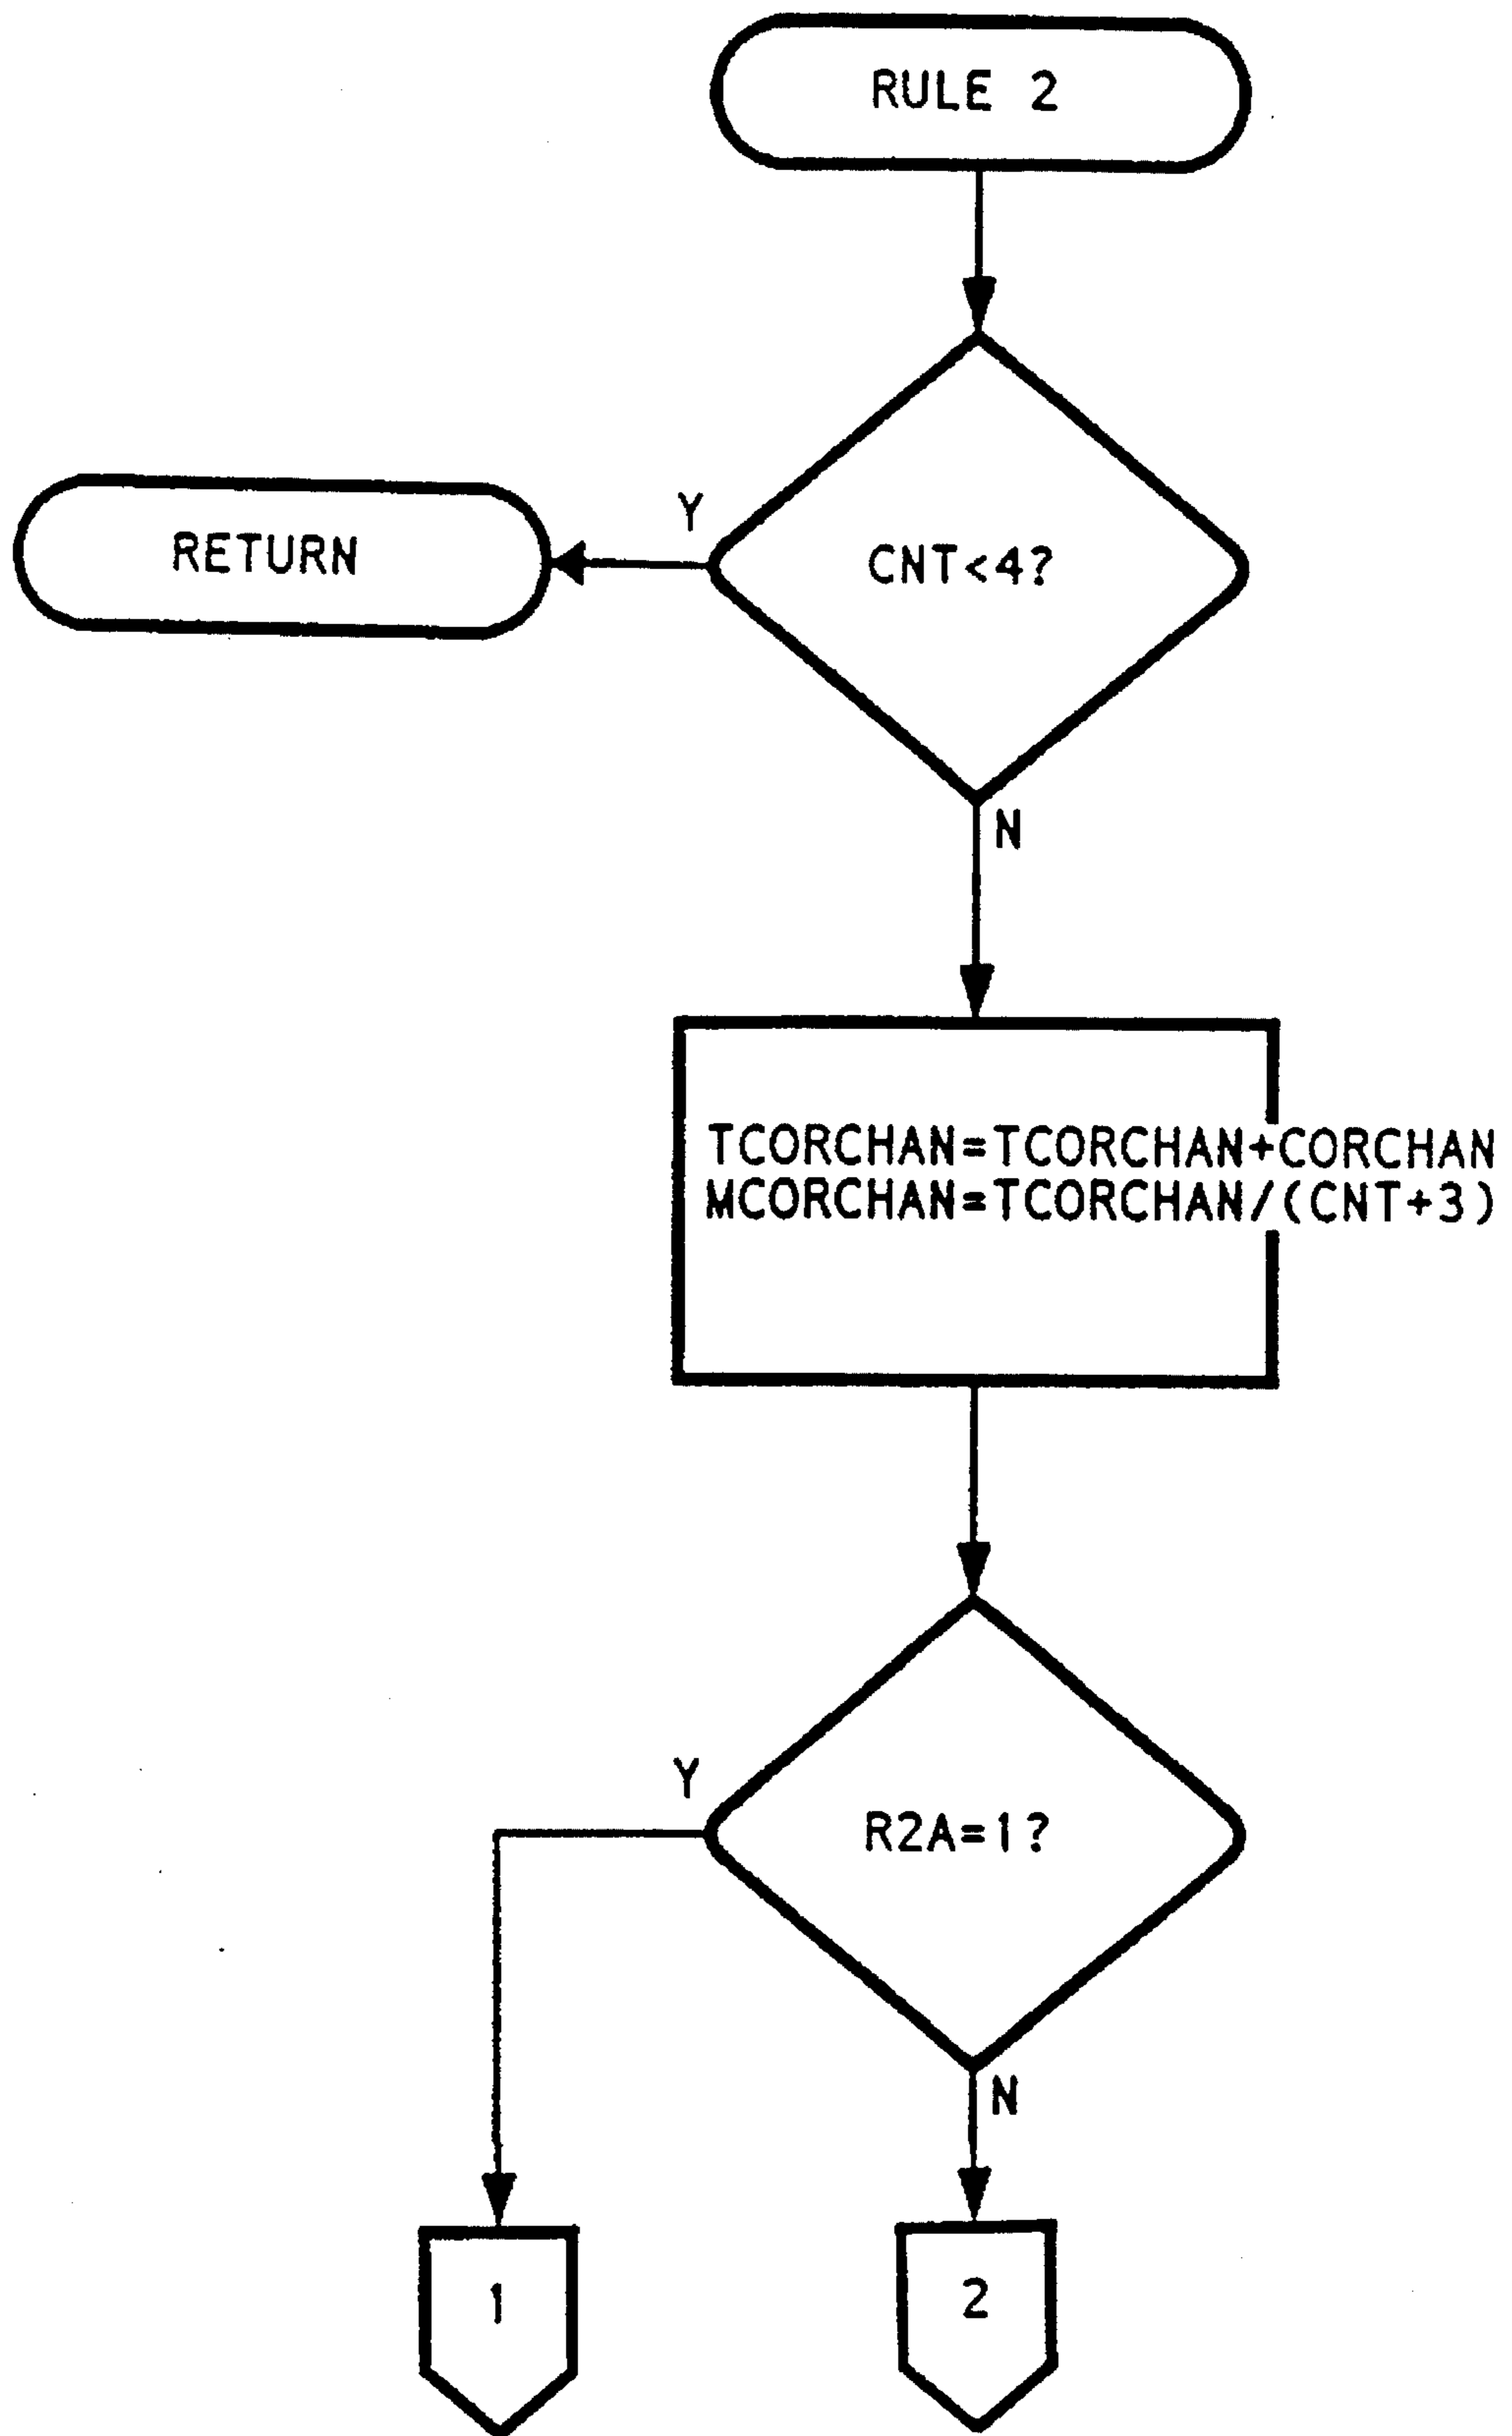 RULE 2
Y
RETURN
CNT<4?
N
TCORCHAN=TCORCHAN+CORCHAN
MCORCHAN=TCORCHAN/(CNT+3)
Y
R2A=1?
N
1
2